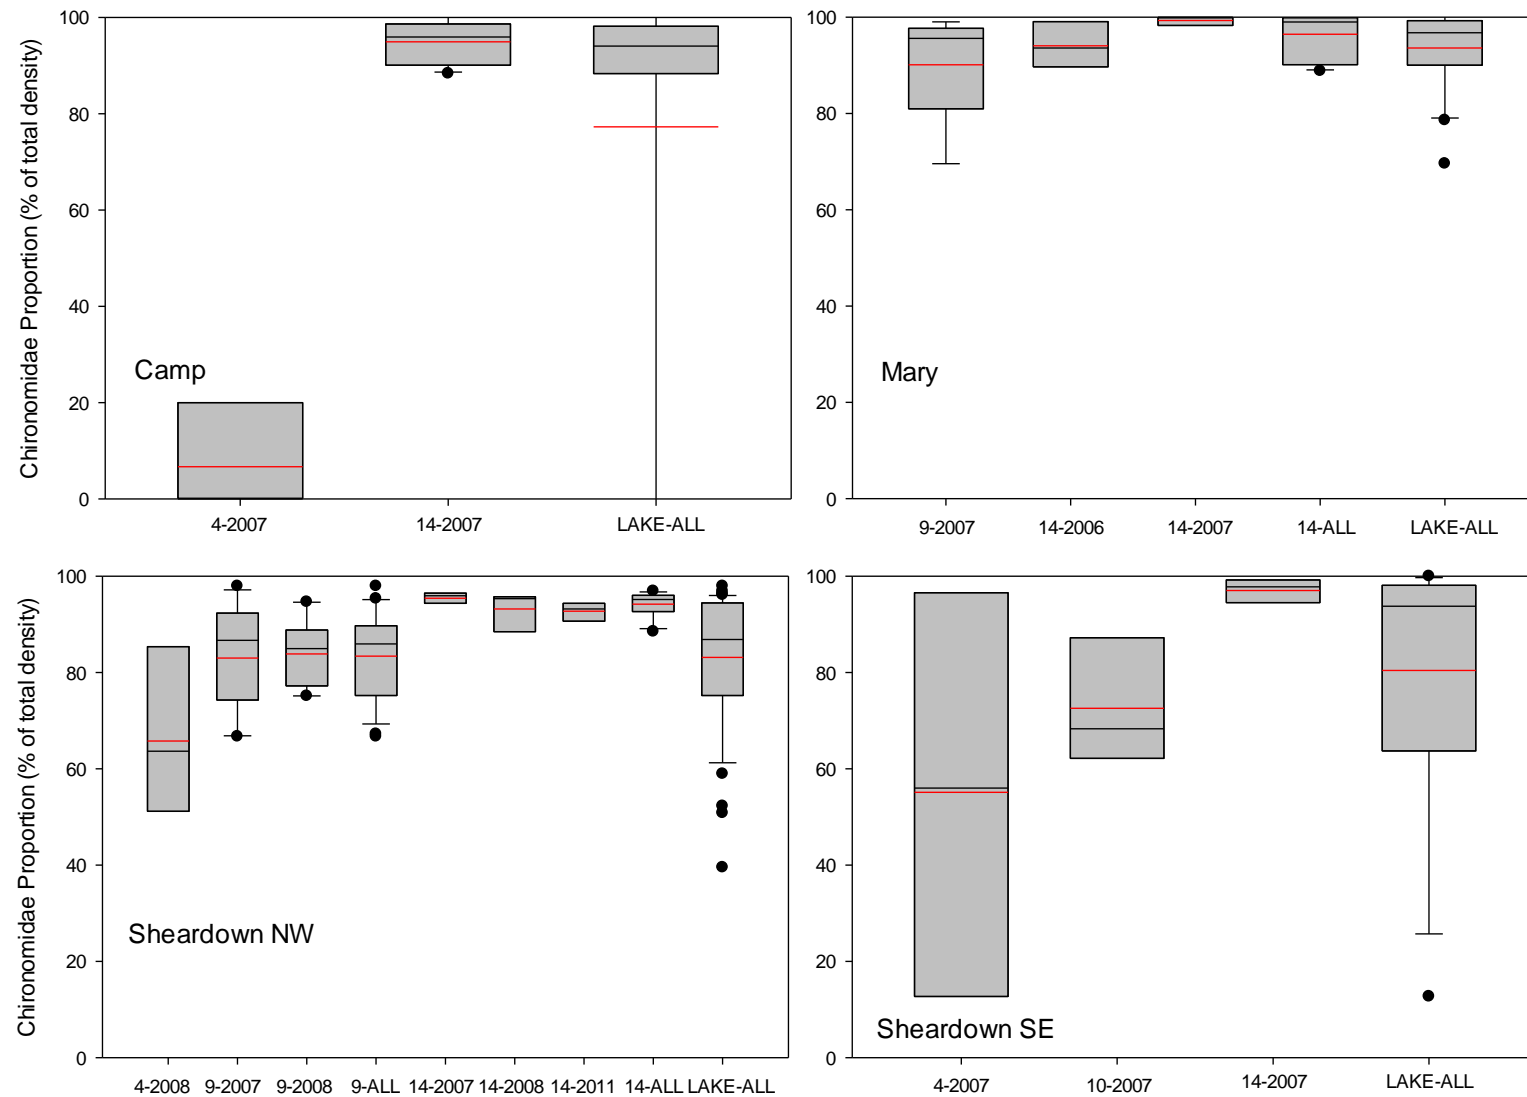 Chironomidae Proportion (% of total density)
100
80
60
40
20
0
Camp
4-2007 14-2007 LAKE-ALL
100
80
60
40
20
0
Mary
9-2007 14-2006 14-2007 14-ALL LAKE-ALL
Chironomidae Proportion (% of total density)
100
80
60
40
20
0
Sheardown NW
4-2008 9-2007 9-2008 9-ALL 14-2007 14-2008 14-2011 14-ALL LAKE-ALL
100
80
60
40
20
0
Sheardown SE
4-2007 10-2007 14-2007 LAKE-ALL